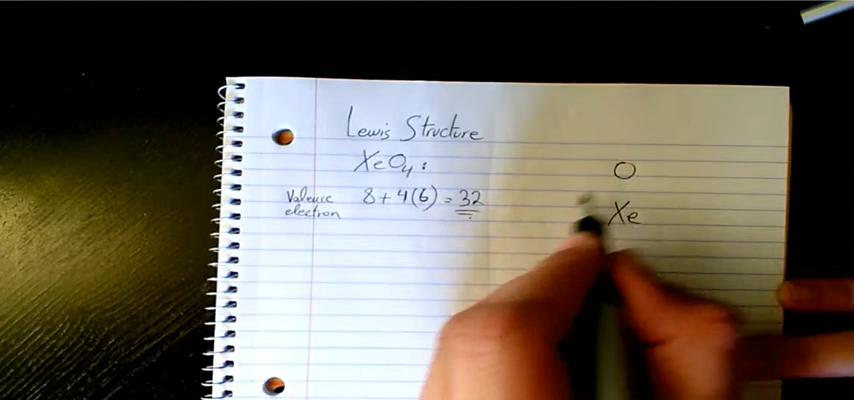 Lewis Structure
XeO₄:
Valence electron 8 + 4(6) = 32
O
Xe